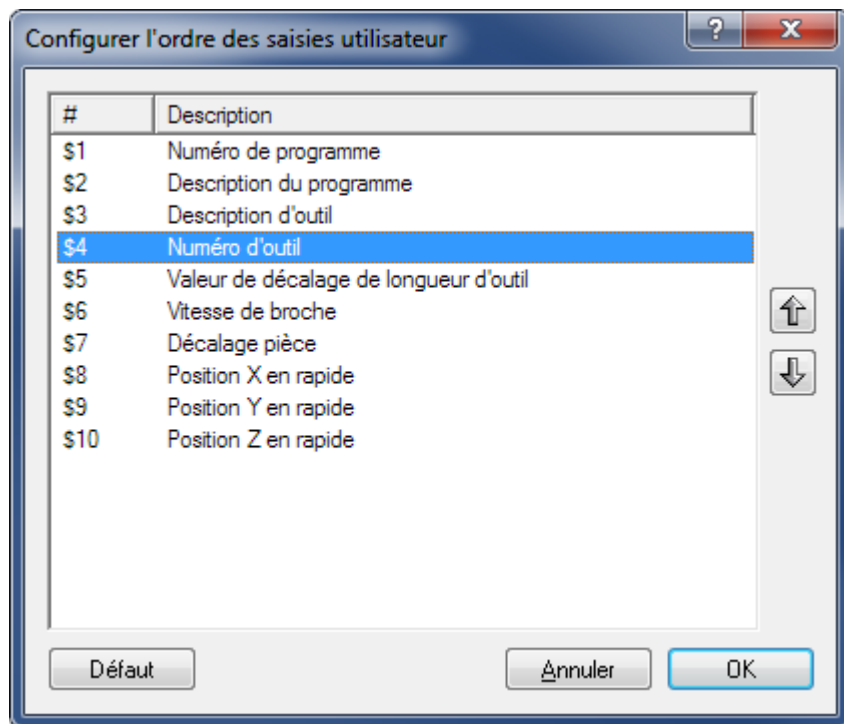 Configurer l'ordre des saisies utilisateur
# Description
$1 Numéro de programme
$2 Description du programme
$3 Description d'outil
$4 Numéro d'outil
$5 Valeur de décalage de longueur d'outil
$6 Vitesse de broche
$7 Décalage pièce
$8 Position X en rapide
$9 Position Y en rapide
$10 Position Z en rapide
Défaut Annuler OK